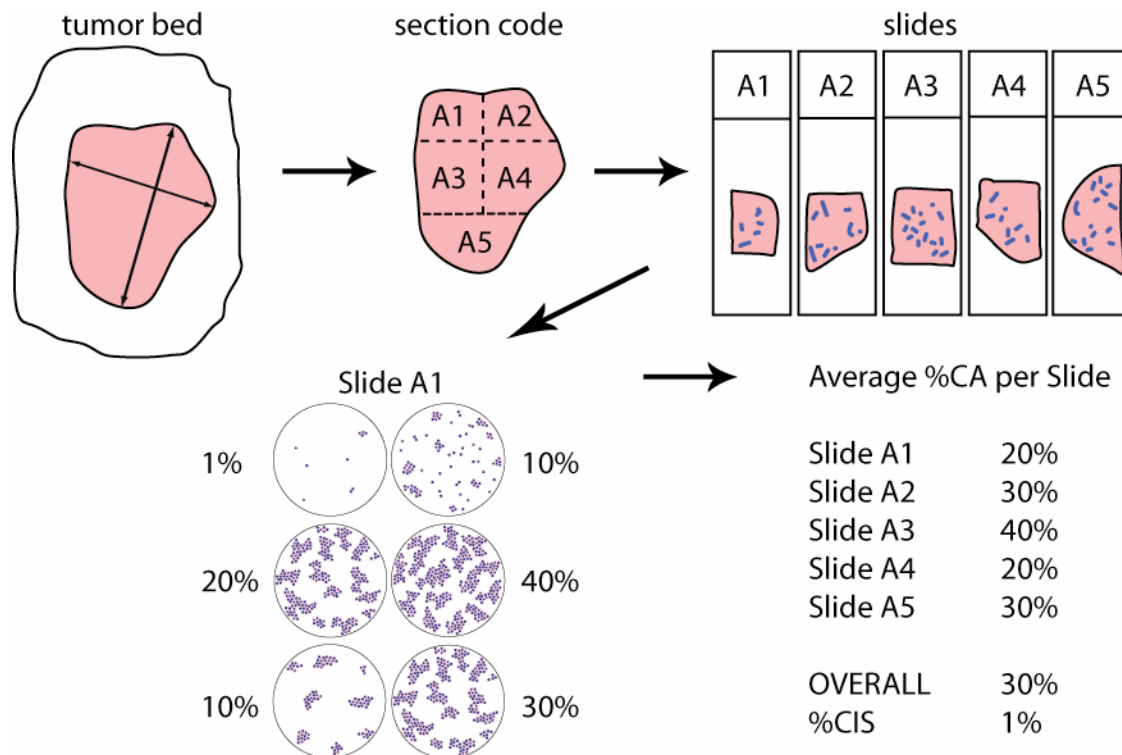 tumor bed
section code
slides
A1 A2
A3 A4
A5
A1 A2 A3 A4 A5
Slide A1
1% 10%
20% 40%
10% 30%
Average %CA per Slide
Slide A1 20%
Slide A2 30%
Slide A3 40%
Slide A4 20%
Slide A5 30%
OVERALL 30%
%CIS 1%